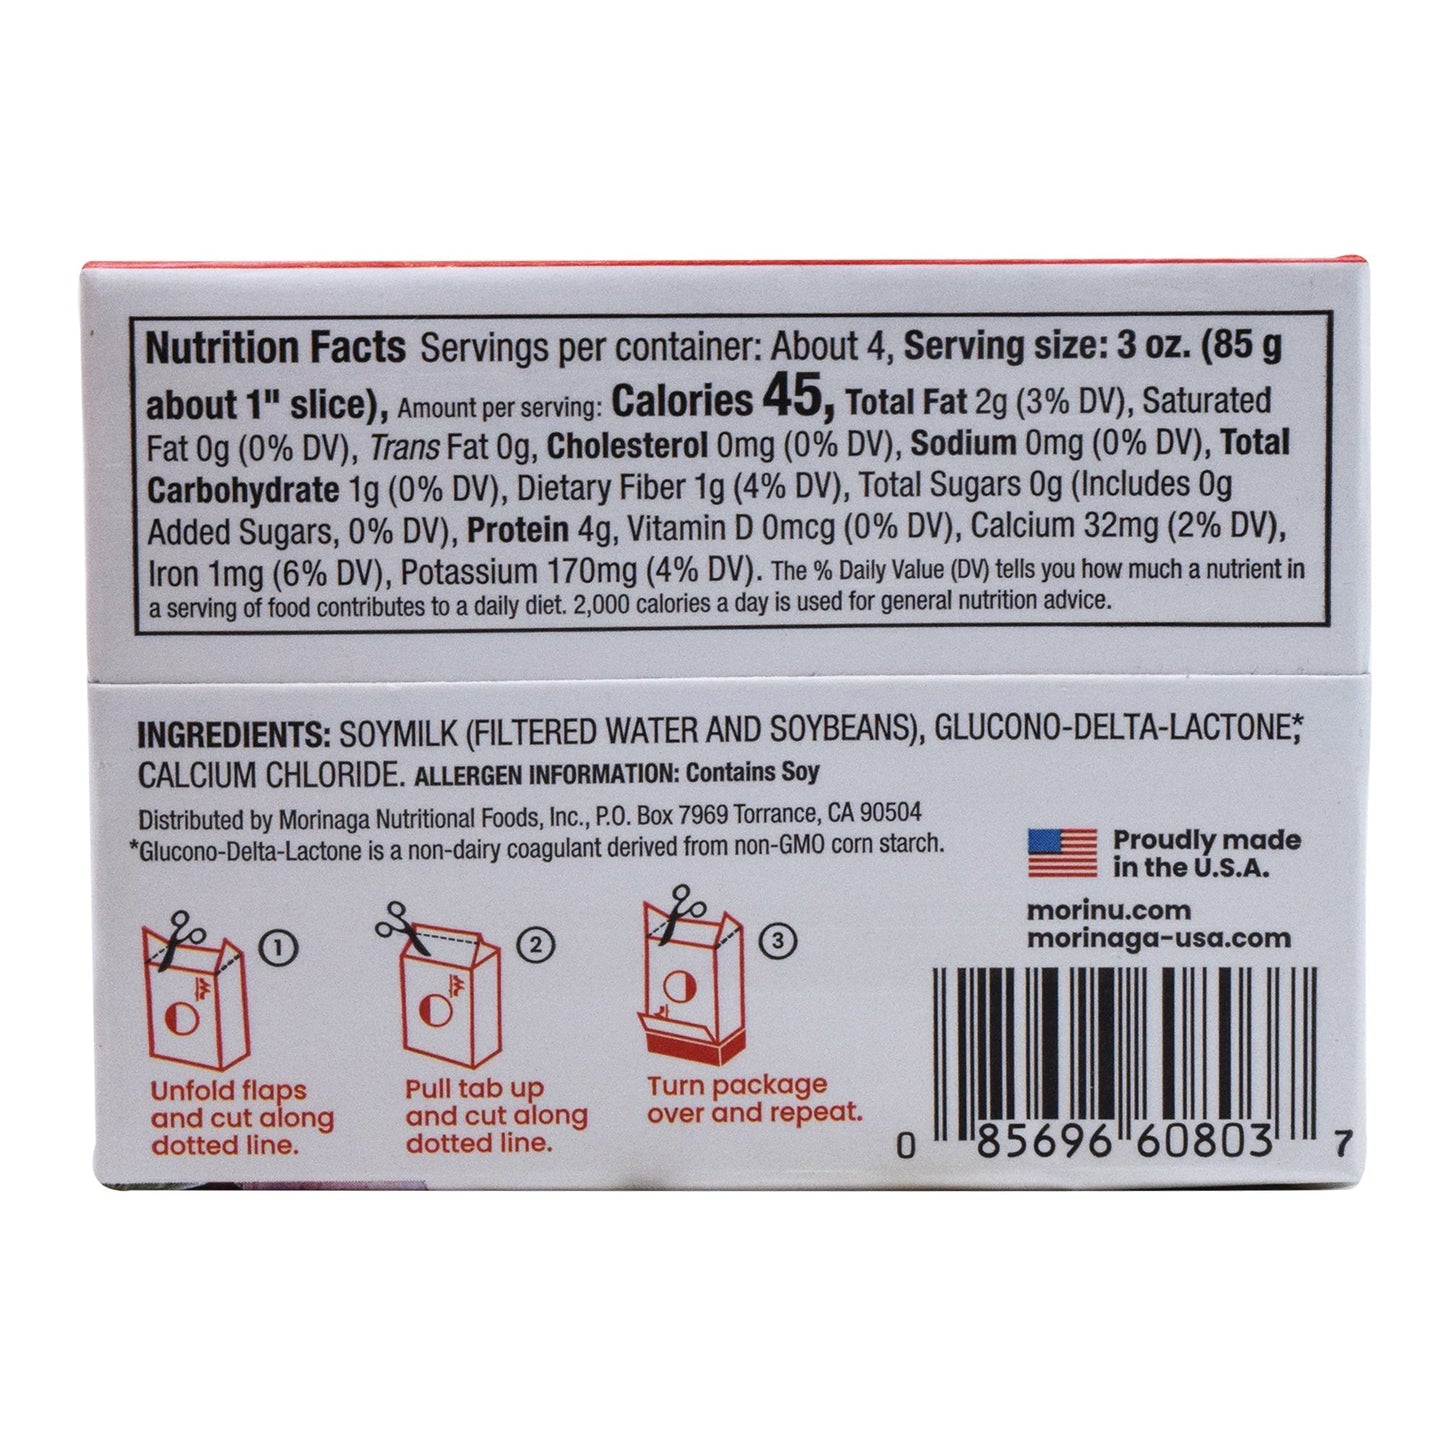 Nutrition Facts Servings per container: About 4, Serving size: 3 oz. (85 g
about 1" slice), Amount per serving: Calories 45, Total Fat 2g (3% DV), Saturated
Fat 0g (0% DV), Trans Fat 0g, Cholesterol 0mg (0% DV), Sodium 0mg (0% DV), Total
Carbohydrate 1g (0% DV), Dietary Fiber 1g (4% DV), Total Sugars 0g (Includes 0g
Added Sugars, 0% DV), Protein 4g, Vitamin D 0mcg (0% DV), Calcium 32mg (2% DV),
Iron 1mg (6% DV), Potassium 170mg (4% DV). The % Daily Value (DV) tells you how much a nutrient in
a serving of food contributes to a daily diet. 2,000 calories a day is used for general nutrition advice.
INGREDIENTS: SOYMILK (FILTERED WATER AND SOYBEANS), GLUCONO-DELTA-LACTONE,*
CALCIUM CHLORIDE. ALLERGEN INFORMATION: Contains Soy
Distributed by Morinaga Nutritional Foods, Inc., P.O. Box 7969 Torrance, CA 90504
*Glucono-Delta-Lactone is a non-dairy coagulant derived from non-GMO corn starch.
Proudly made
in the U.S.A.
morinu.com
morinaga-usa.com
1
Unfold flaps
and cut along
dotted line.
2
Pull tab up
and cut along
dotted line.
3
Turn package
over and repeat.
0 85696 60803 7